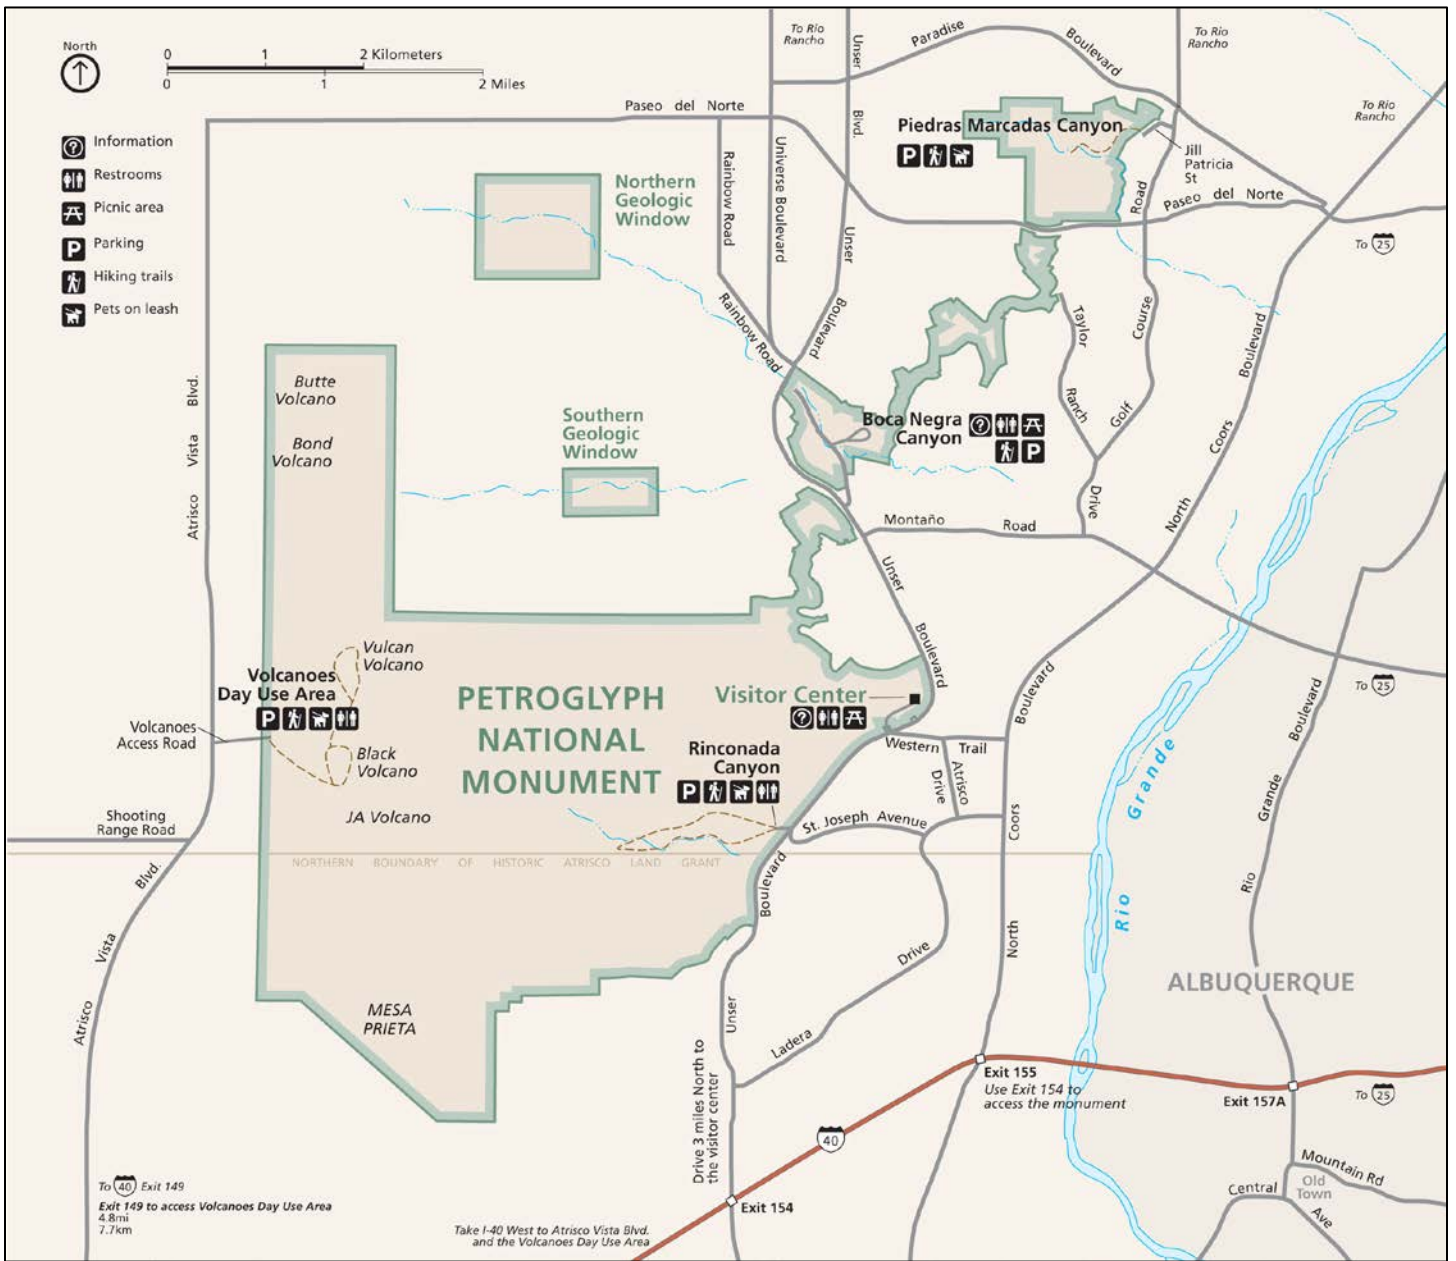 North
0 1 2 Kilometers
0 1 2 Miles
Information
Restrooms
Picnic area
Parking
Hiking trails
Pets on leash
To Rio
Rancho
Unser
Blvd.
Paradise
Boulevard
To Rio
Rancho
To Rio
Rancho
Paseo del Norte
Rainbow Road
Universe Boulevard
Piedras Marcadas Canyon
P
Jill
Patricia
St
Road
Paseo del Norte
To 25
Northern
Geologic
Window
Unser
Boulevard
Rainbow Road
Taylor
Ranch
Drive
Course
Golf
Boulevard
Coors
North
Butte
Volcano
Bond
Volcano
Southern
Geologic
Window
Boca Negra
Canyon
P
Atrisco Vista Blvd.
Montaño Road
Unser
Boulevard
Vulcan
Volcano
Volcanoes
Day Use Area
P
Volcanoes
Access Road
Black
Volcano
JA Volcano
PETROGLYPH
NATIONAL
MONUMENT
Visitor Center
Rinconada
Canyon
P
Western Trail
Atrisco
Drive
St. Joseph Avenue
Boulevard
Coors
North
Boulevard
Rio Grande
Rio Grande Boulevard
To 25
Shooting
Range Road
NORTHERN BOUNDARY OF HISTORIC ATRISCO LAND GRANT
Blvd.
Vista
Atrisco
MESA
PRIETA
Unser
Ladera Drive
ALBUQUERQUE
Drive 3 miles North to
the visitor center
Exit 155
Use Exit 154 to
access the monument
Exit 157A
To 25
40
Exit 154
Mountain Rd
Old
Town
Central Ave
To 40 Exit 149
Exit 149 to access Volcanoes Day Use Area
4.8mi
7.7km
Take I-40 West to Atrisco Vista Blvd.
and the Volcanoes Day Use Area